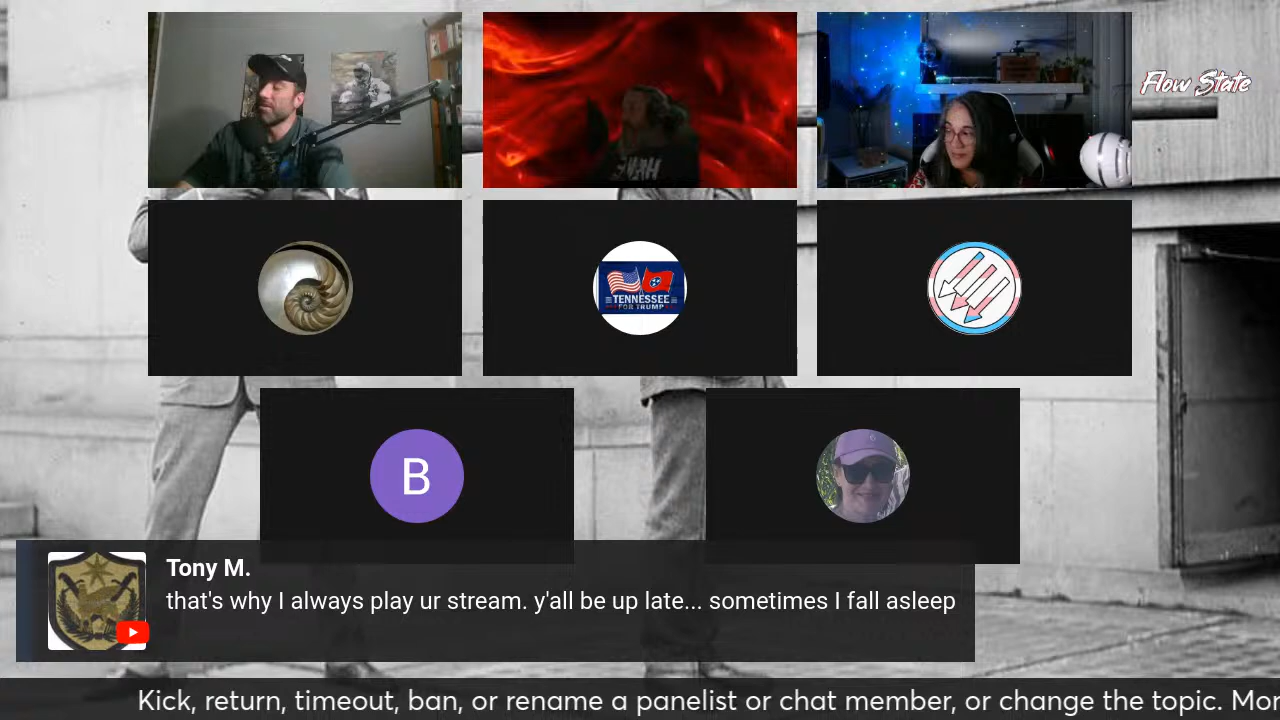 Flow State
TENNESSEE
FOR TRUMP
B
Tony M.
that's why I always play ur stream. y'all be up late... sometimes I fall asleep
Kick, return, timeout, ban, or rename a panelist or chat member, or change the topic. Mor